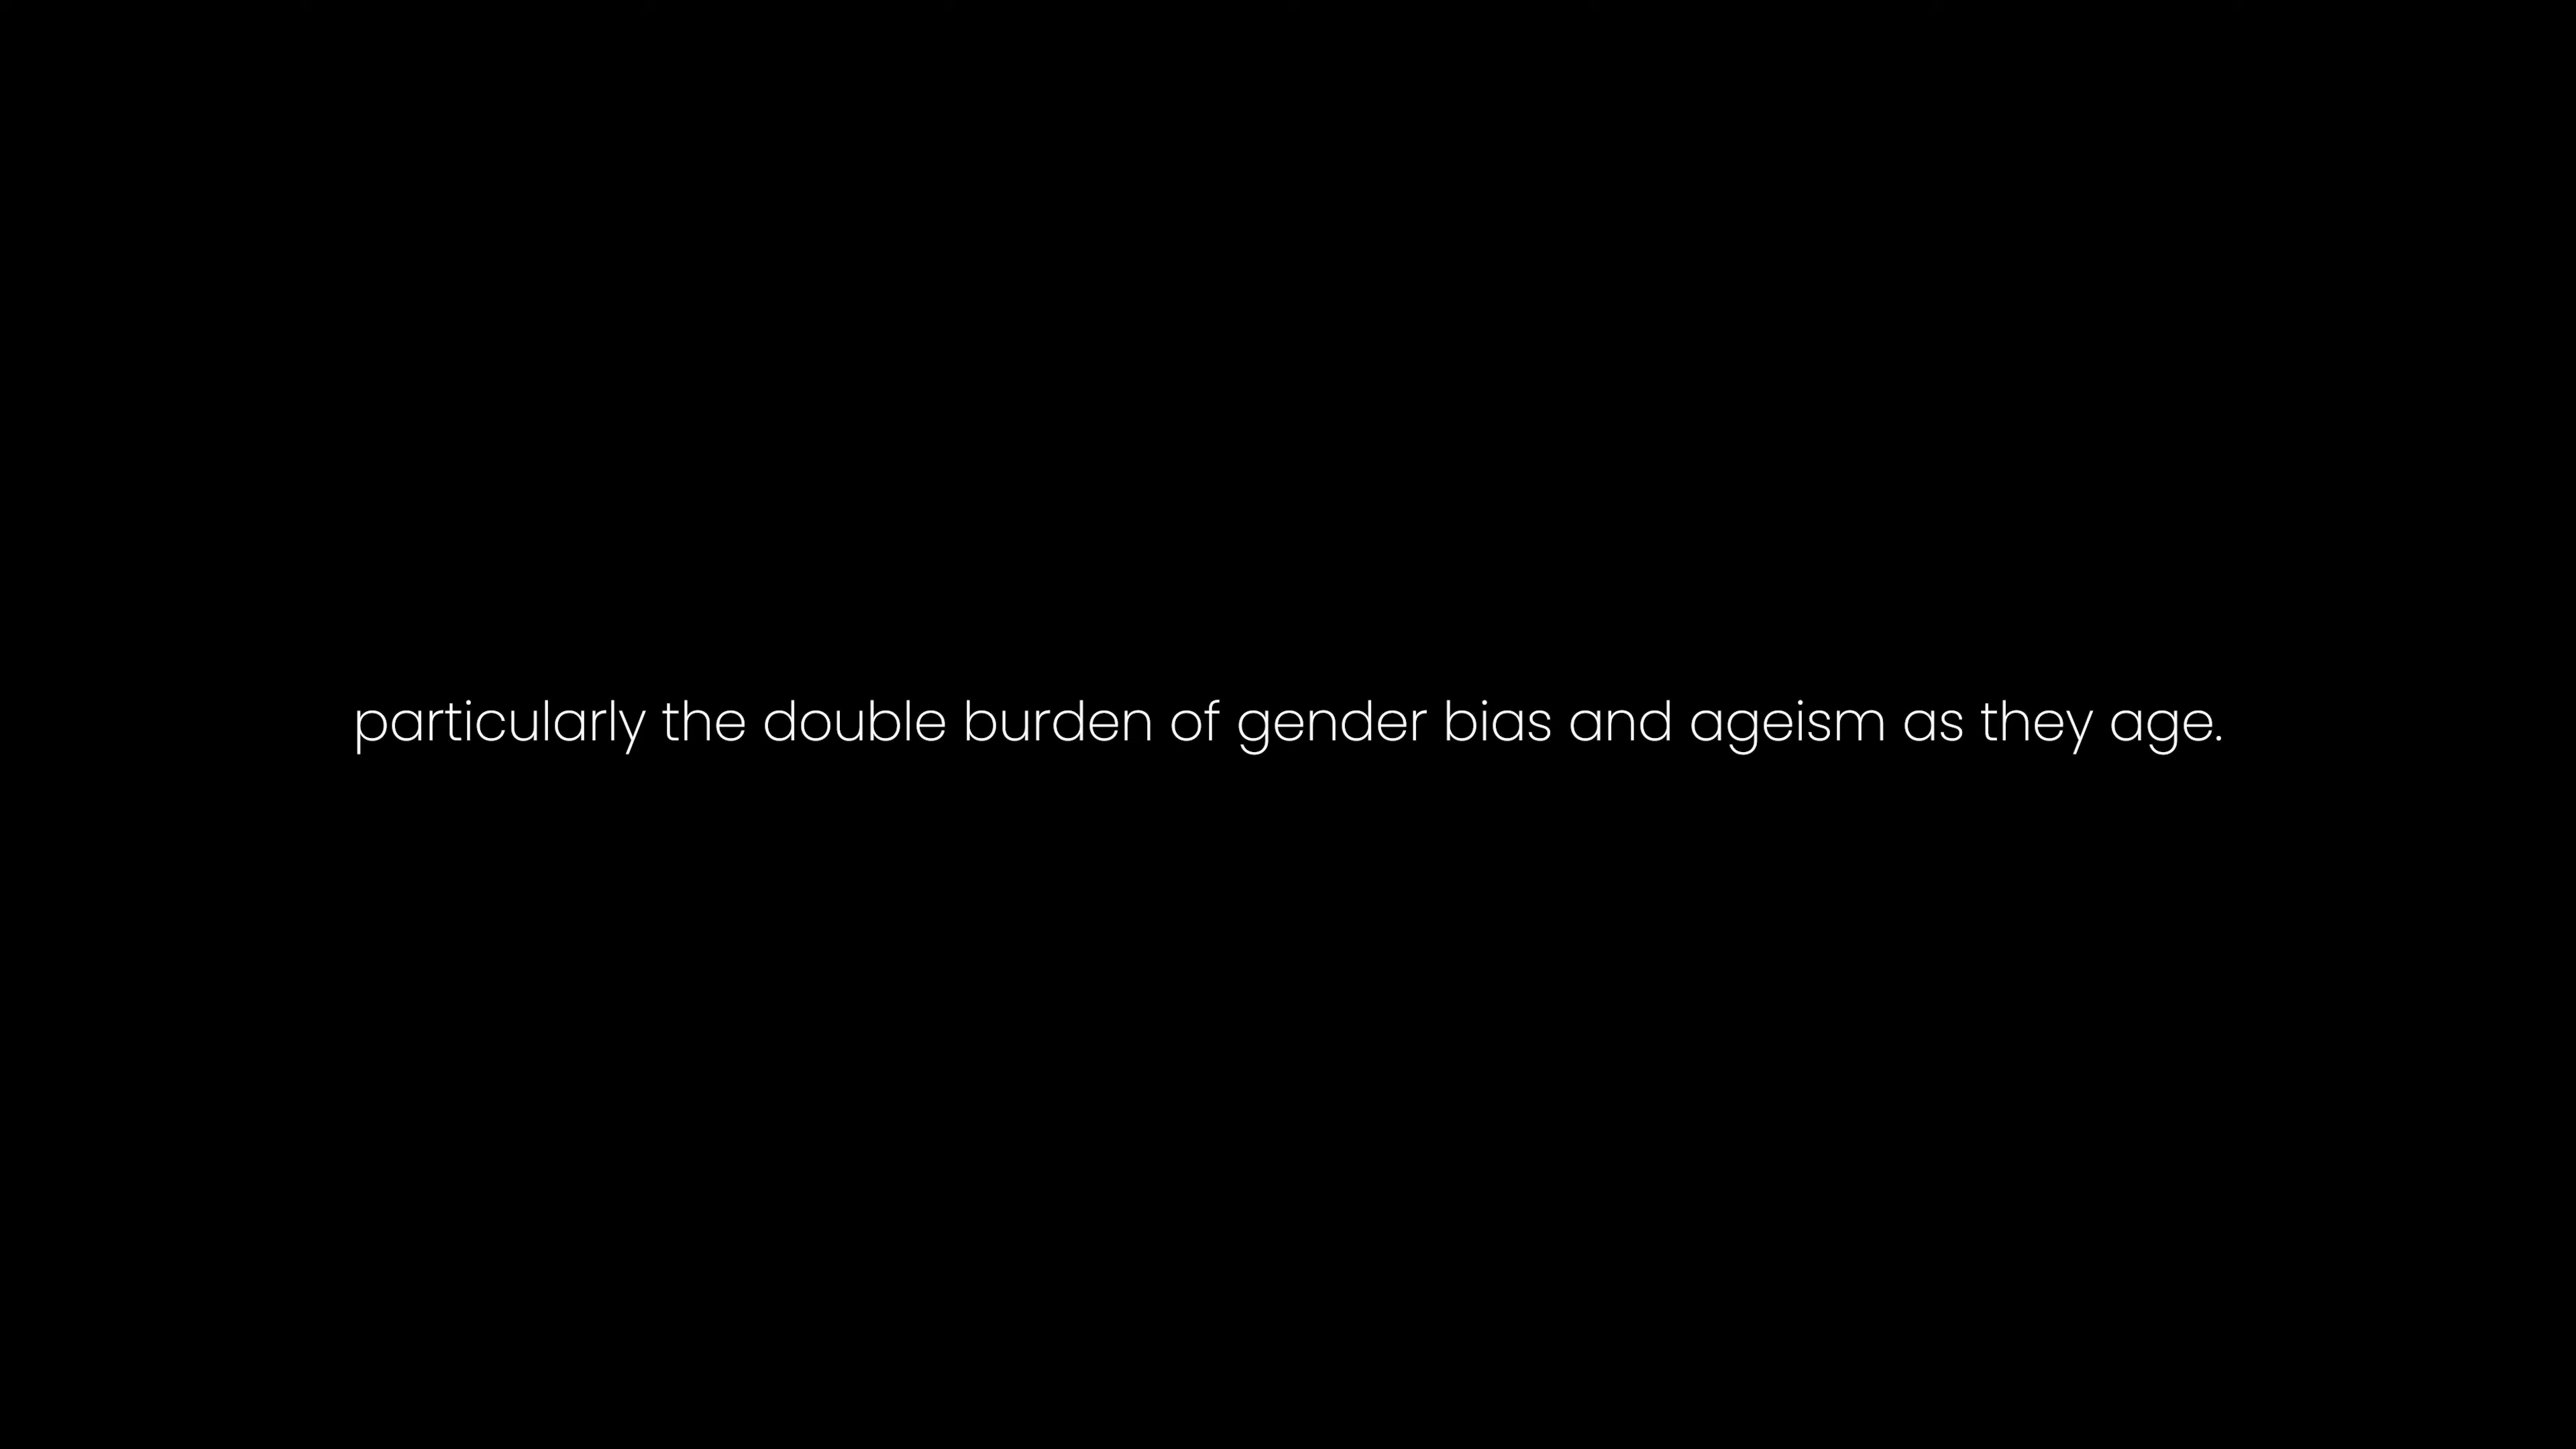 particularly the double burden of gender bias and ageism as they age.